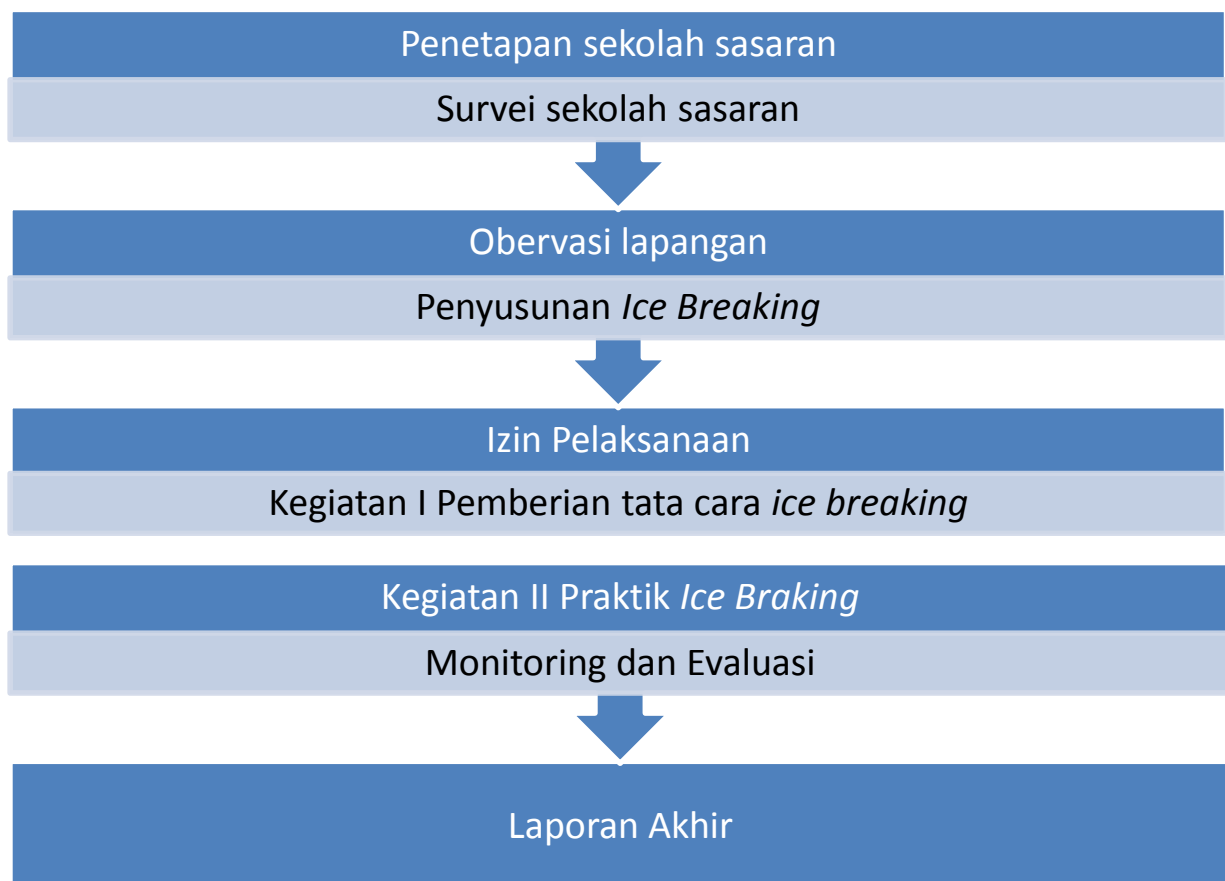 Penetapan sekolah sasaran
Survei sekolah sasaran
Obervasi lapangan
Penyusunan Ice Breaking
Izin Pelaksanaan
Kegiatan I Pemberian tata cara ice breaking
Kegiatan II Praktik Ice Braking
Monitoring dan Evaluasi
Laporan Akhir